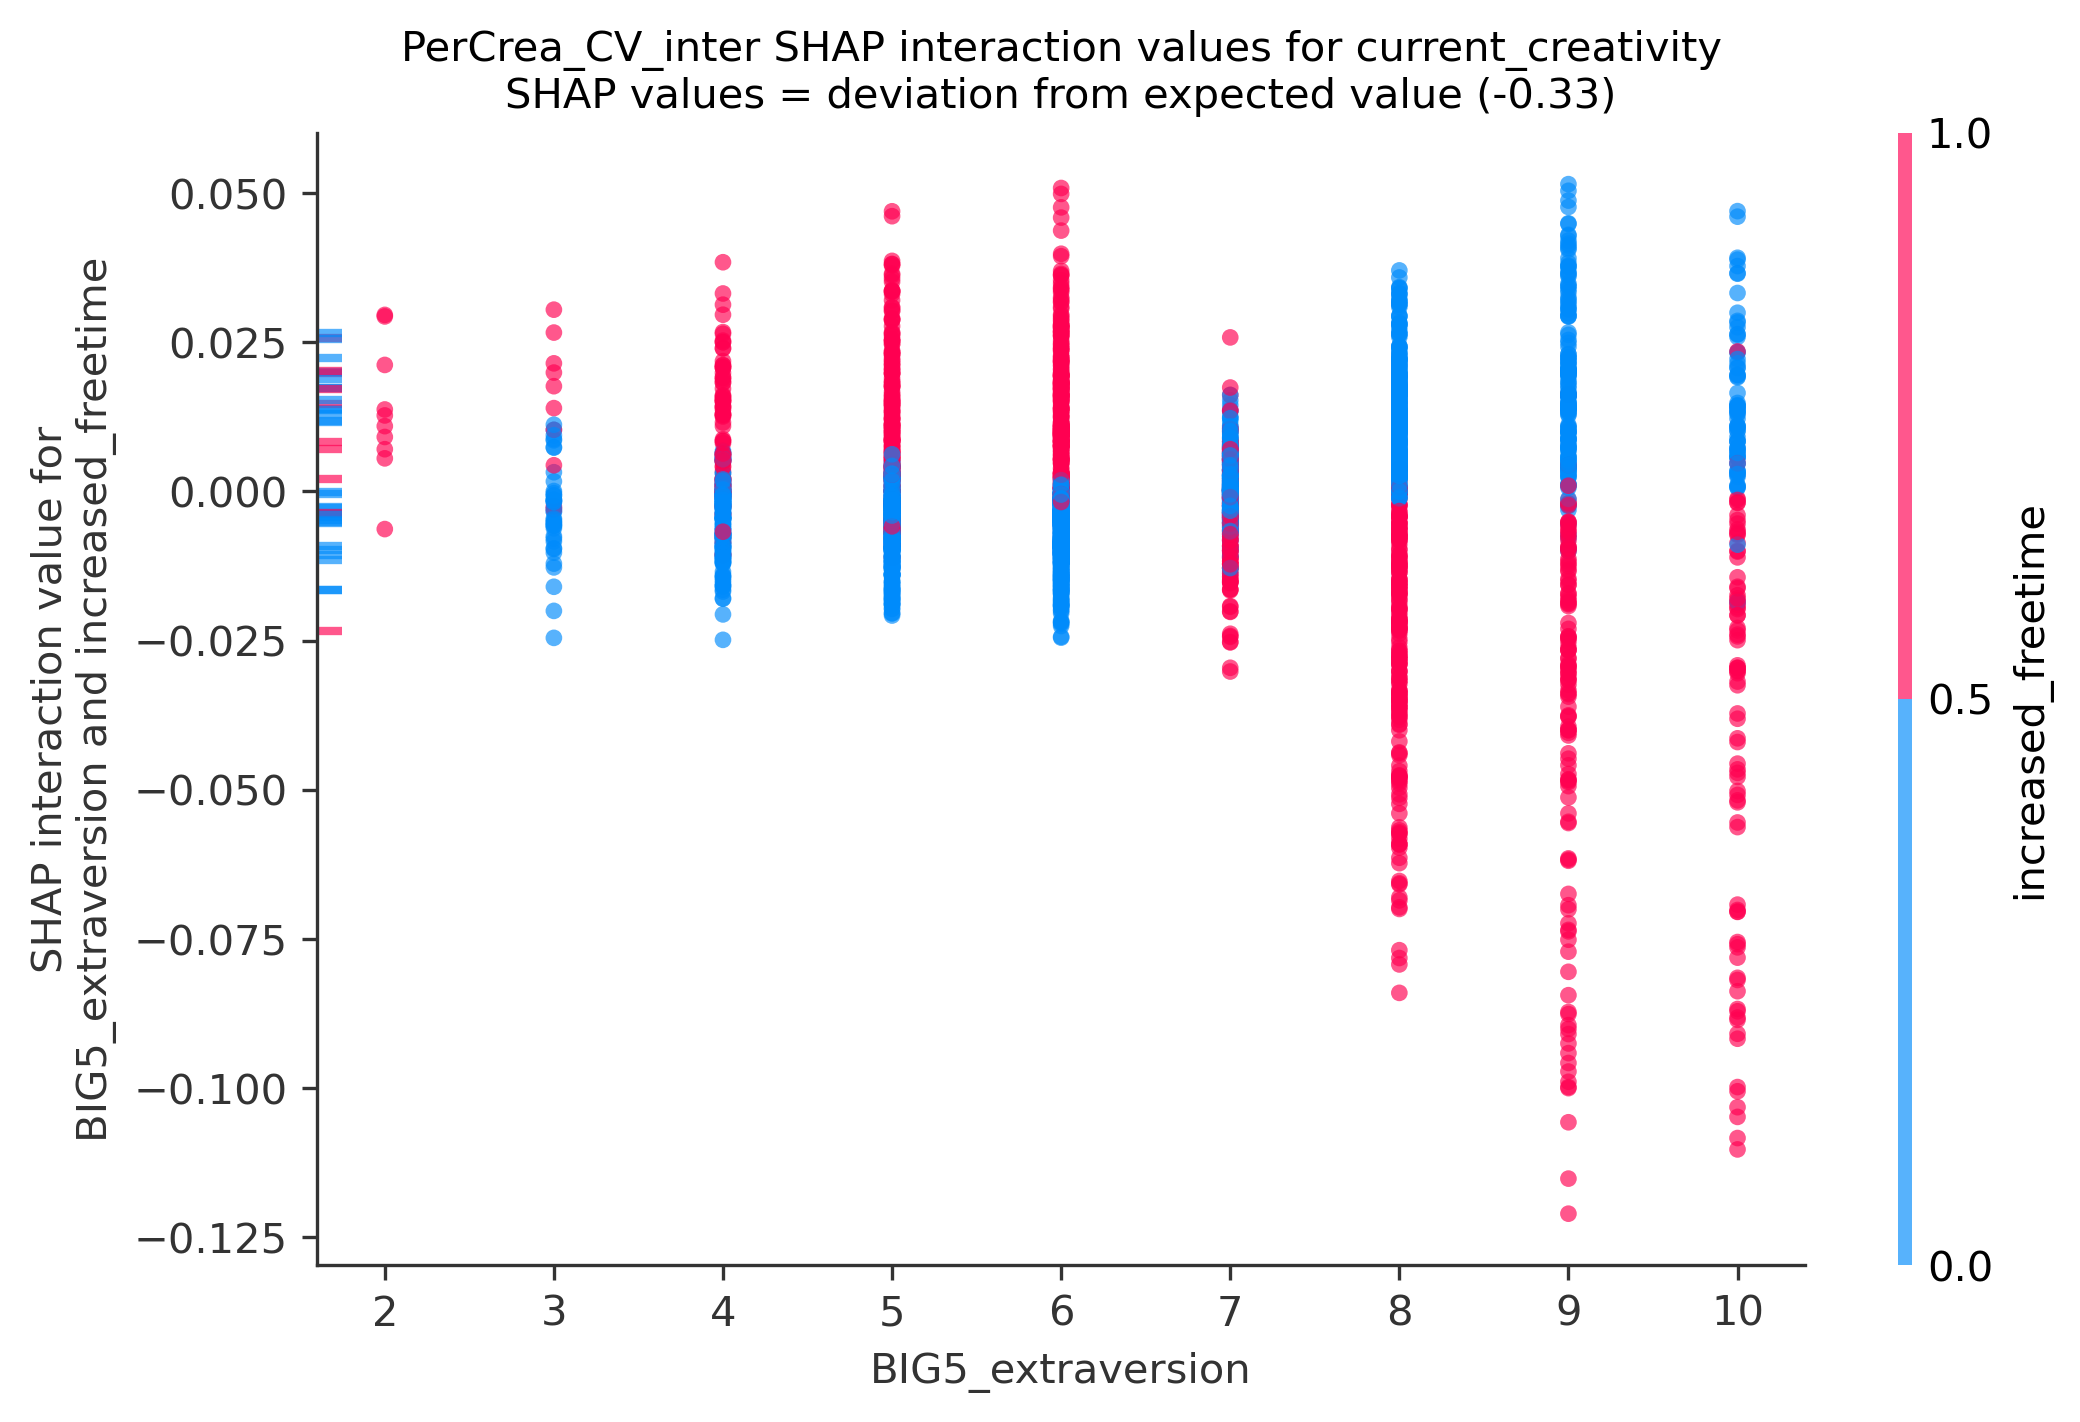 PerCrea_CV_inter SHAP interaction values for current_creativity
SHAP values = deviation from expected value (-0.33)
SHAP interaction value for
BIG5_extraversion and increased_freetime
0.050
0.025
0.000
−0.025
−0.050
−0.075
−0.100
−0.125
2 3 4 5 6 7 8 9 10
BIG5_extraversion
1.0
0.5
0.0
increased_freetime